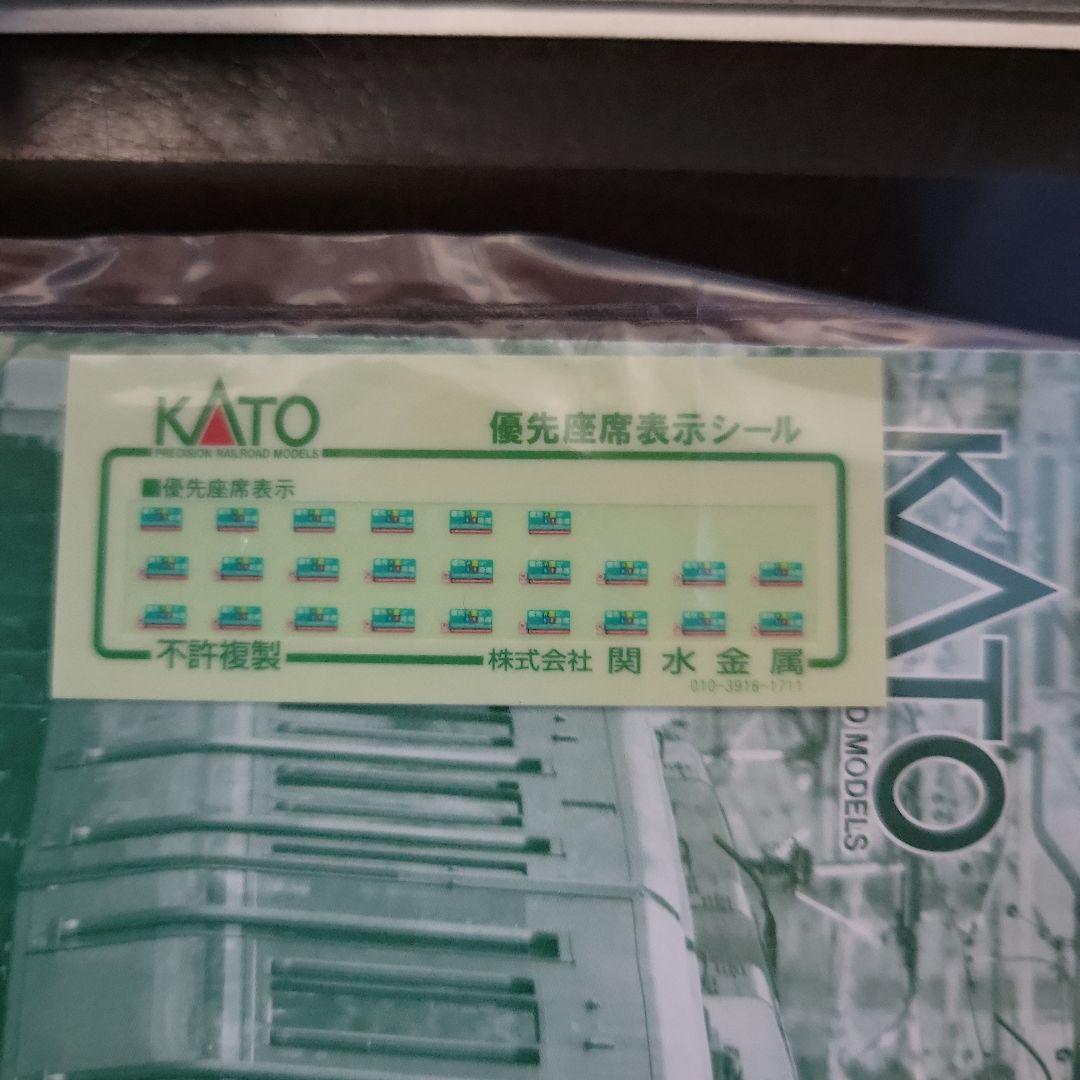 KATO
PRECISION RAILROAD MODELS
優先座席表示シール
■優先座席表示
不許複製
株式会社 関水金属
010-3918-1711
KATO
D MODELS